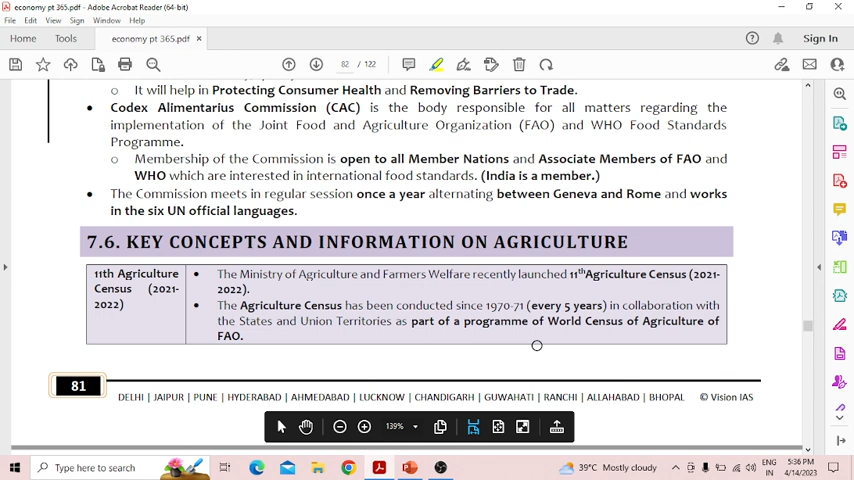 economy pt 365.pdf - Adobe Acrobat Reader (64-bit)
File Edit View Sign Window Help
Home Tools economy pt 365.pdf × Sign In
82 / 122
o It will help in Protecting Consumer Health and Removing Barriers to Trade.
• Codex Alimentarius Commission (CAC) is the body responsible for all matters regarding the
implementation of the Joint Food and Agriculture Organization (FAO) and WHO Food Standards
Programme.
o Membership of the Commission is open to all Member Nations and Associate Members of FAO and
WHO which are interested in international food standards. (India is a member.)
• The Commission meets in regular session once a year alternating between Geneva and Rome and works
in the six UN official languages.
7.6. KEY CONCEPTS AND INFORMATION ON AGRICULTURE
11th Agriculture
Census (2021-
2022)
• The Ministry of Agriculture and Farmers Welfare recently launched 11thAgriculture Census (2021-
2022).
• The Agriculture Census has been conducted since 1970-71 (every 5 years) in collaboration with
the States and Union Territories as part of a programme of World Census of Agriculture of
FAO.
81
DELHI | JAIPUR | PUNE | HYDERABAD | AHMEDABAD | LUCKNOW | CHANDIGARH | GUWAHATI | RANCHI | ALLAHABAD | BHOPAL © Vision IAS
139%
Type here to search
39°C Mostly cloudy
ENG
IN
5:36 PM
4/14/2023